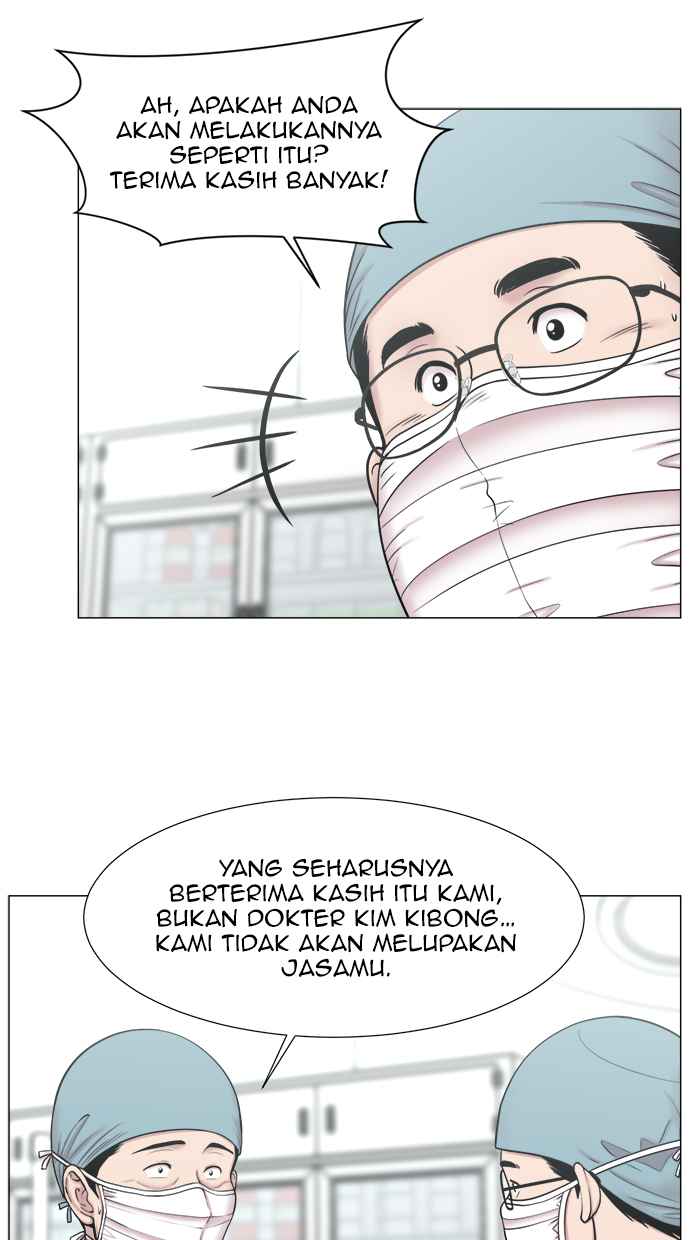 AH, APAKAH ANDA
AKAN MELAKUKANNYA
SEPERTI ITU?
TERIMA KASIH BANYAK!
YANG SEHARUSNYA
BERTERIMA KASIH ITU KAMI,
BUKAN DOKTER KIM KIBONG...
KAMI TIDAK AKAN MELUPAKAN
JASAMU.